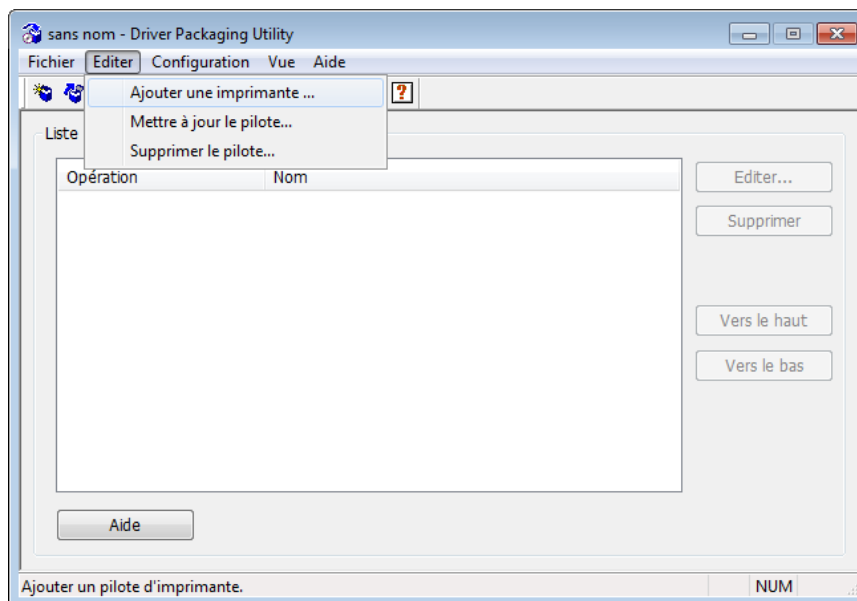 sans nom - Driver Packaging Utility
Fichier Editer Configuration Vue Aide
Ajouter une imprimante ...
Mettre à jour le pilote...
Supprimer le pilote...
?
Liste
Opération Nom
Editer...
Supprimer
Vers le haut
Vers le bas
Aide
Ajouter un pilote d'imprimante. NUM